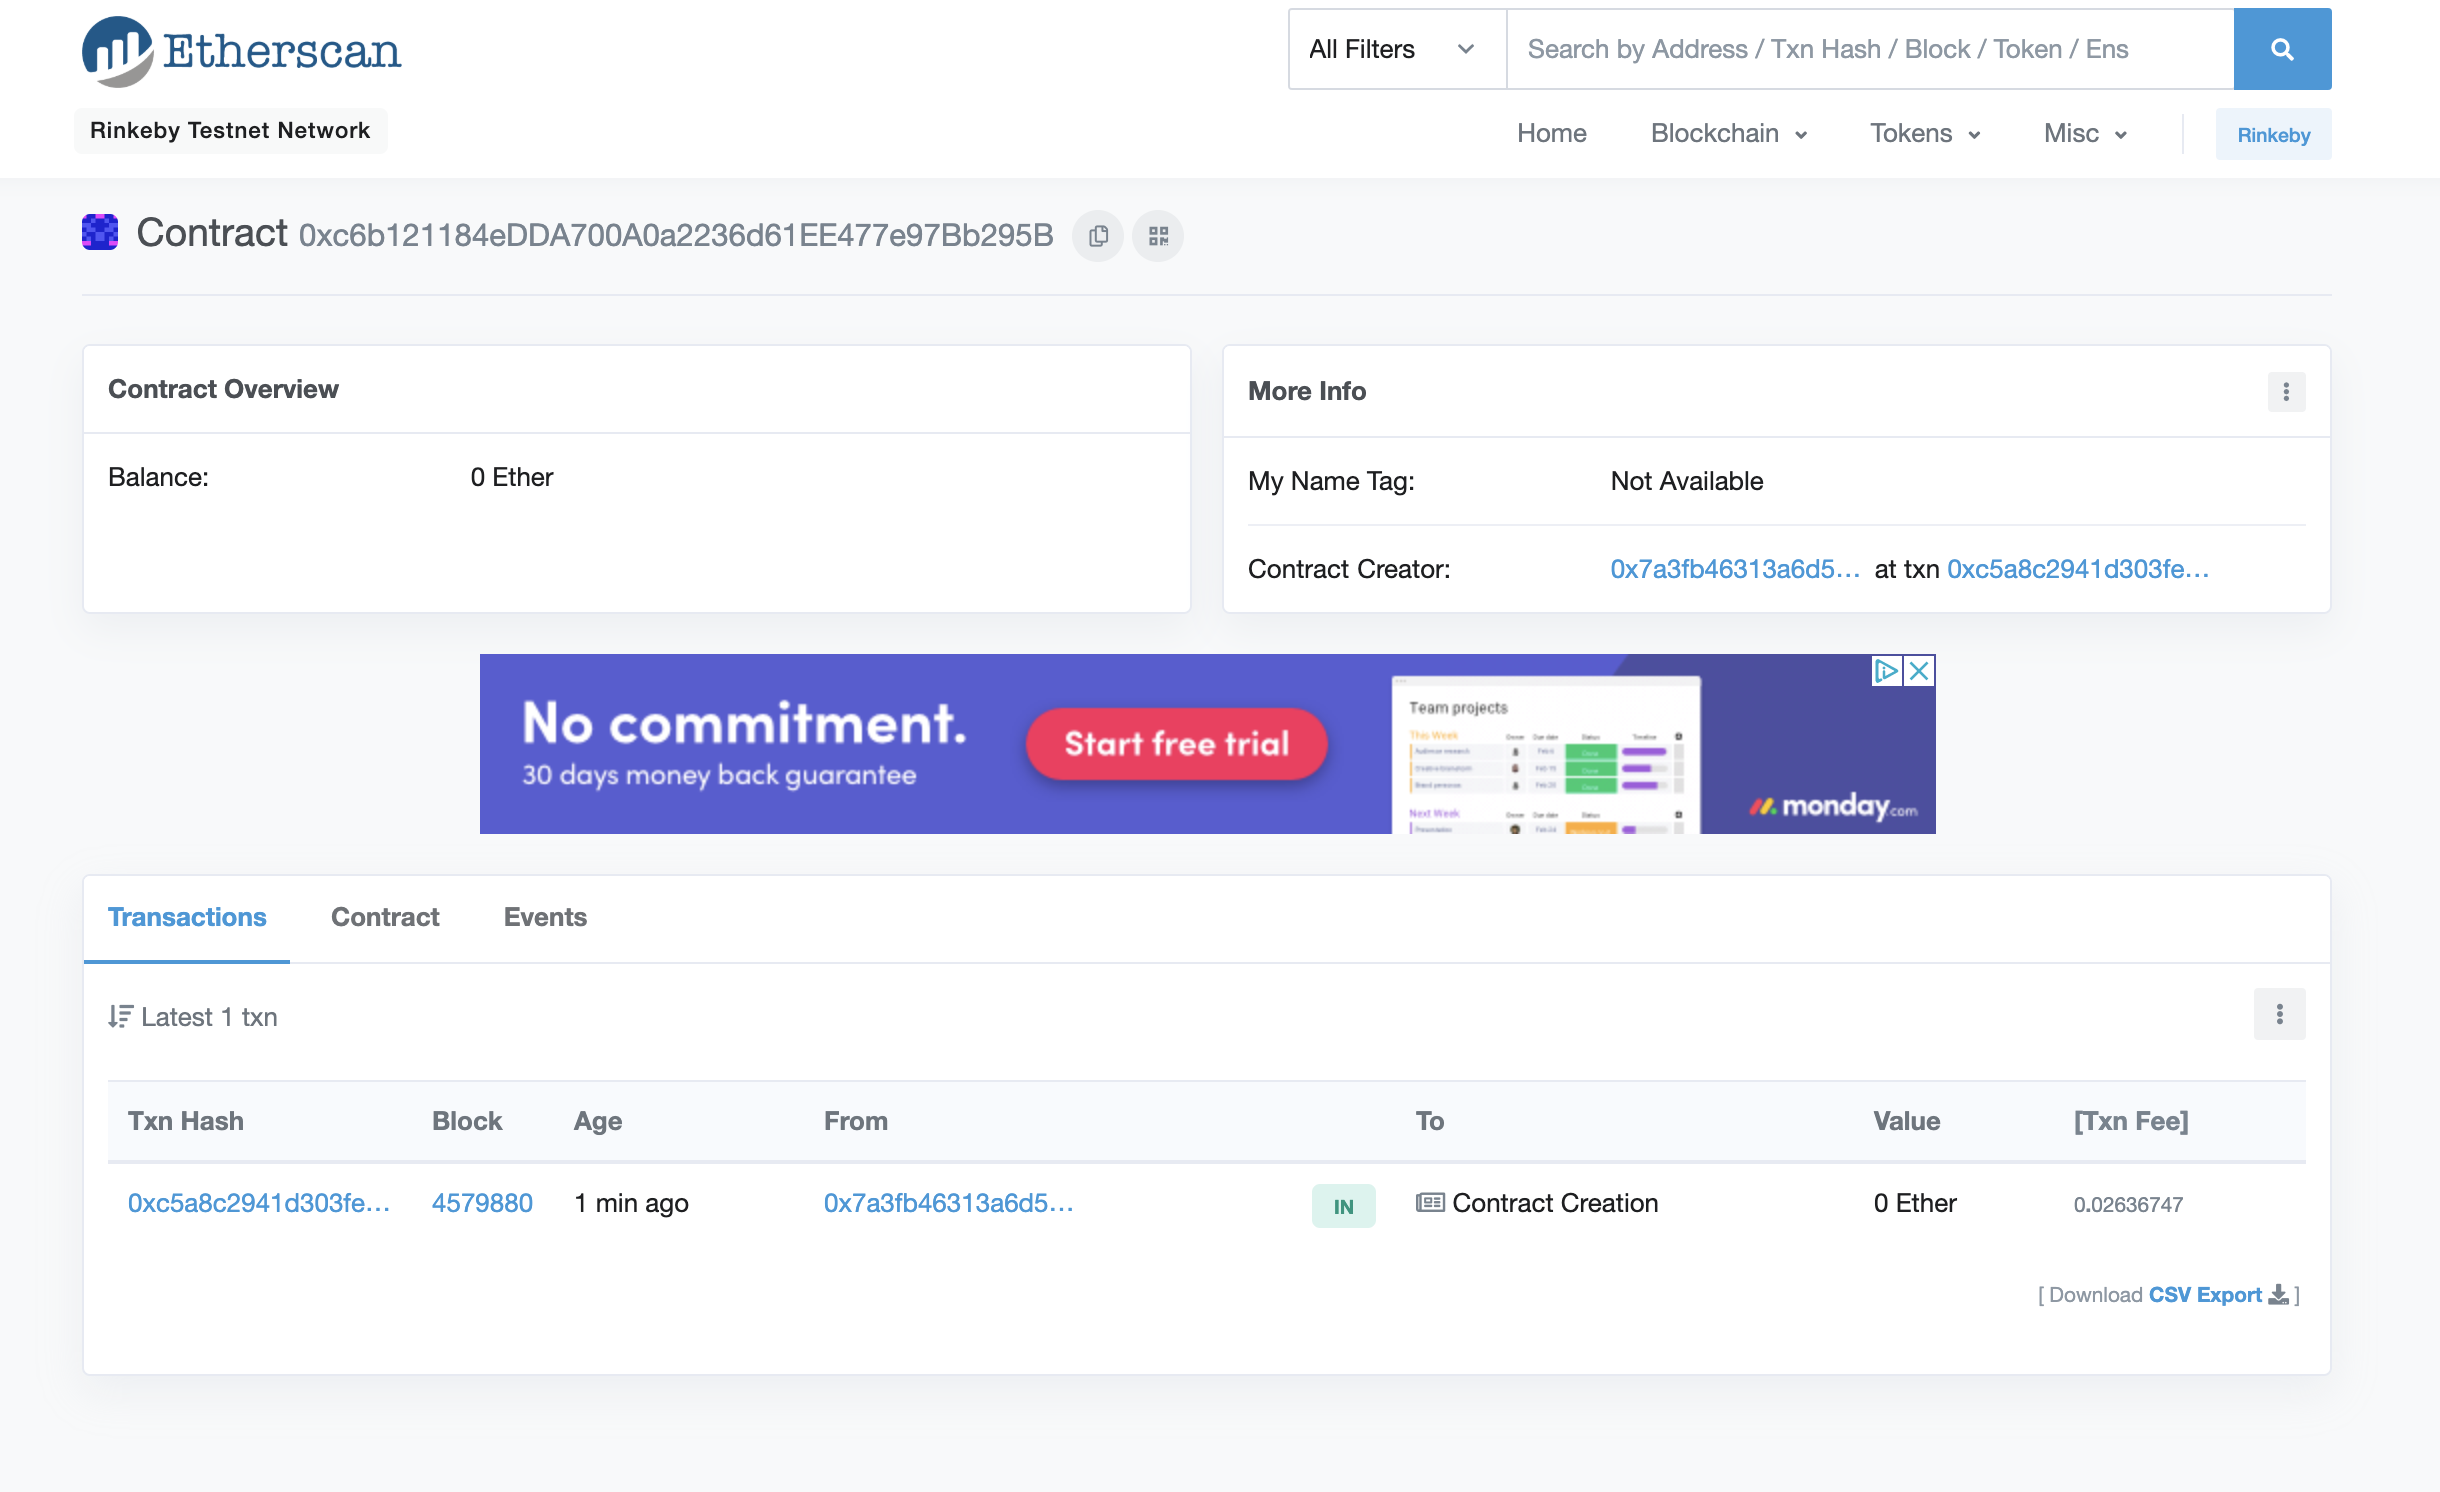 Etherscan
All Filters
Search by Address / Txn Hash / Block / Token / Ens
Rinkeby Testnet Network
Home
Blockchain
Tokens
Misc
Rinkeby
Contract 0xc6b121184eDDA700A0a2236d61EE477e97Bb295B
Contract Overview
Balance:
0 Ether
More Info
My Name Tag:
Not Available
Contract Creator:
0x7a3fb46313a6d5... at txn 0xc5a8c2941d303fe...
No commitment.
30 days money back guarantee
Start free trial
Team projects
This Week
Next Week
monday.com
Transactions
Contract
Events
Latest 1 txn
Txn Hash
Block
Age
From
To
Value
[Txn Fee]
0xc5a8c2941d303fe...
4579880
1 min ago
0x7a3fb46313a6d5...
IN
Contract Creation
0 Ether
0.02636747
[ Download CSV Export ]